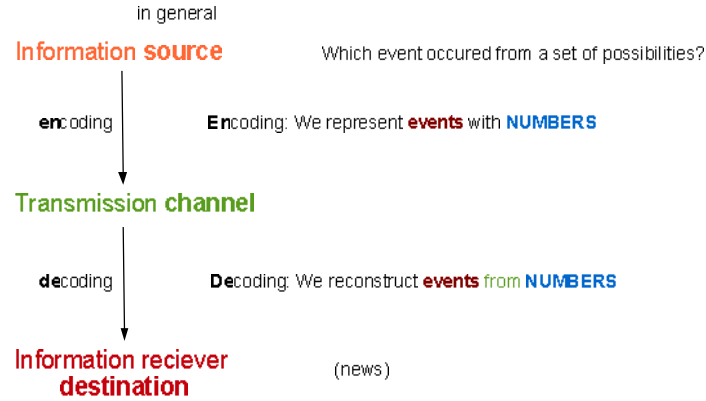 in general
Information source
Which event occured from a set of possibilities?
encoding
Encoding: We represent events with NUMBERS
Transmission channel
decoding
Decoding: We reconstruct events from NUMBERS
Information reciever
destination
(news)